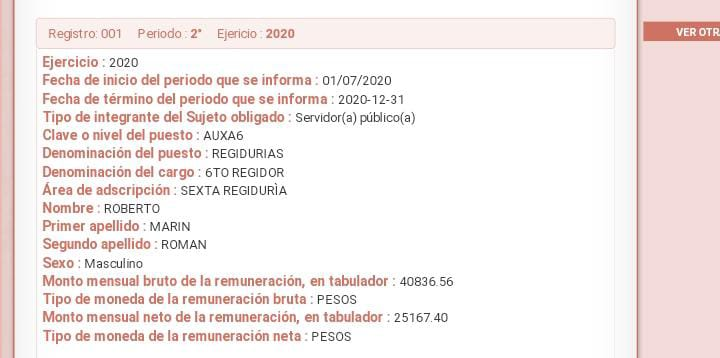 Registro: 001 Periodo : 2° Ejericio : 2020
VER OTR
Ejercicio : 2020
Fecha de inicio del periodo que se informa : 01/07/2020
Fecha de término del periodo que se informa : 2020-12-31
Tipo de integrante del Sujeto obligado : Servidor(a) público(a)
Clave o nivel del puesto : AUXA6
Denominación del puesto : REGIDURIAS
Denominación del cargo : 6TO REGIDOR
Área de adscripción : SEXTA REGIDURÌA
Nombre : ROBERTO
Primer apellido : MARIN
Segundo apellido : ROMAN
Sexo : Masculino
Monto mensual bruto de la remuneración, en tabulador : 40836.56
Tipo de moneda de la remuneración bruta : PESOS
Monto mensual neto de la remuneración, en tabulador : 25167.40
Tipo de moneda de la remuneración neta : PESOS